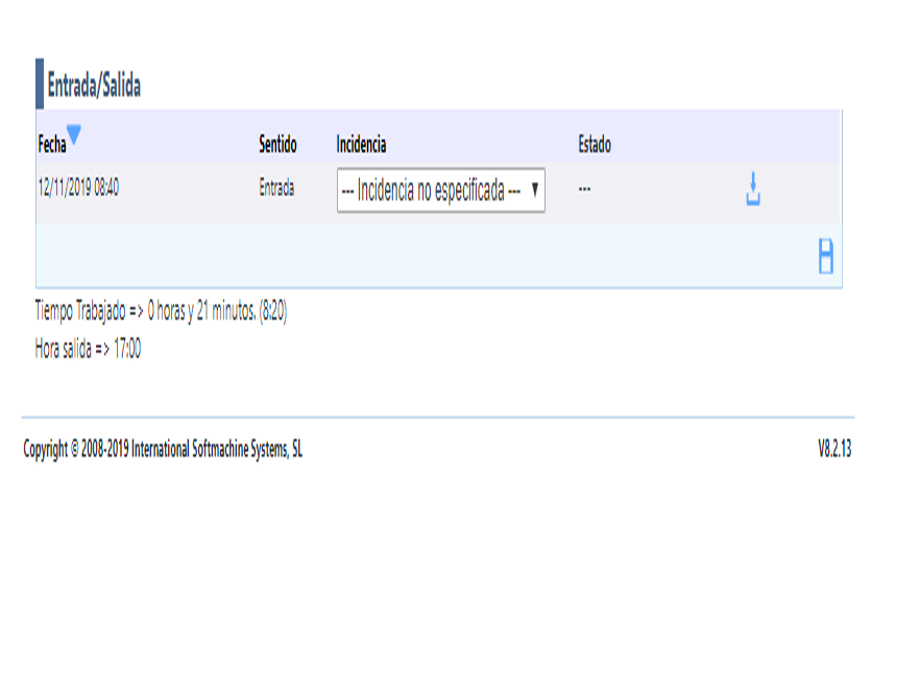 Entrada/Salida
Fecha Sentido Incidencia Estado
12/11/2019 08:40 Entrada --- Incidencia no especificada --- ---
Tiempo Trabajado => 0 horas y 21 minutos. (8:20)
Hora salida => 17:00
Copyright © 2008-2019 International Softmachine Systems, SL V8.2.13